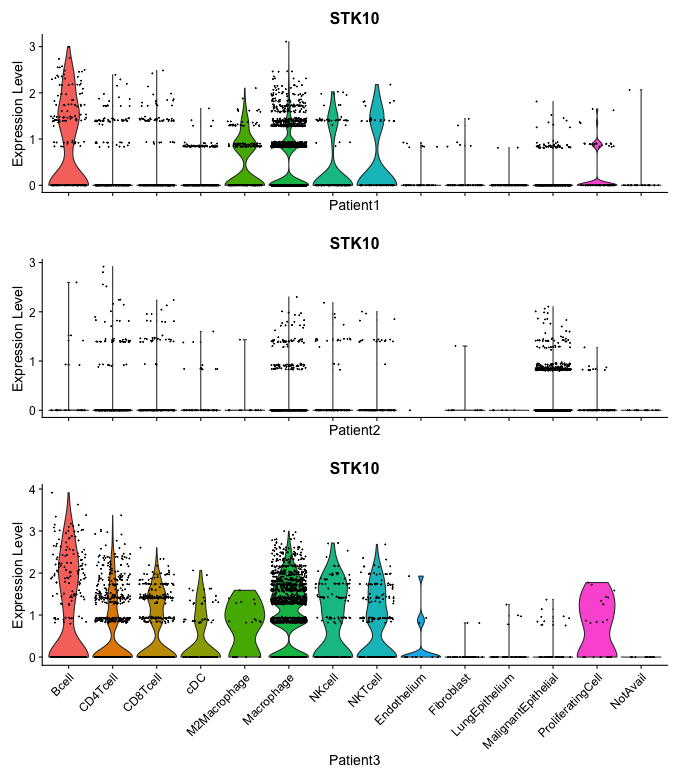 STK10
Expression Level
3
2
1
0
Patient1
STK10
Expression Level
3
2
1
0
Patient2
STK10
Expression Level
4
3
2
1
0
Bcell
CD4Tcell
CD8Tcell
cDC
M2Macrophage
Macrophage
NKcell
NKTcell
Endothelium
Fibroblast
LungEpithelium
MalignantEpithelial
ProliferatingCell
NotAvail
Patient3